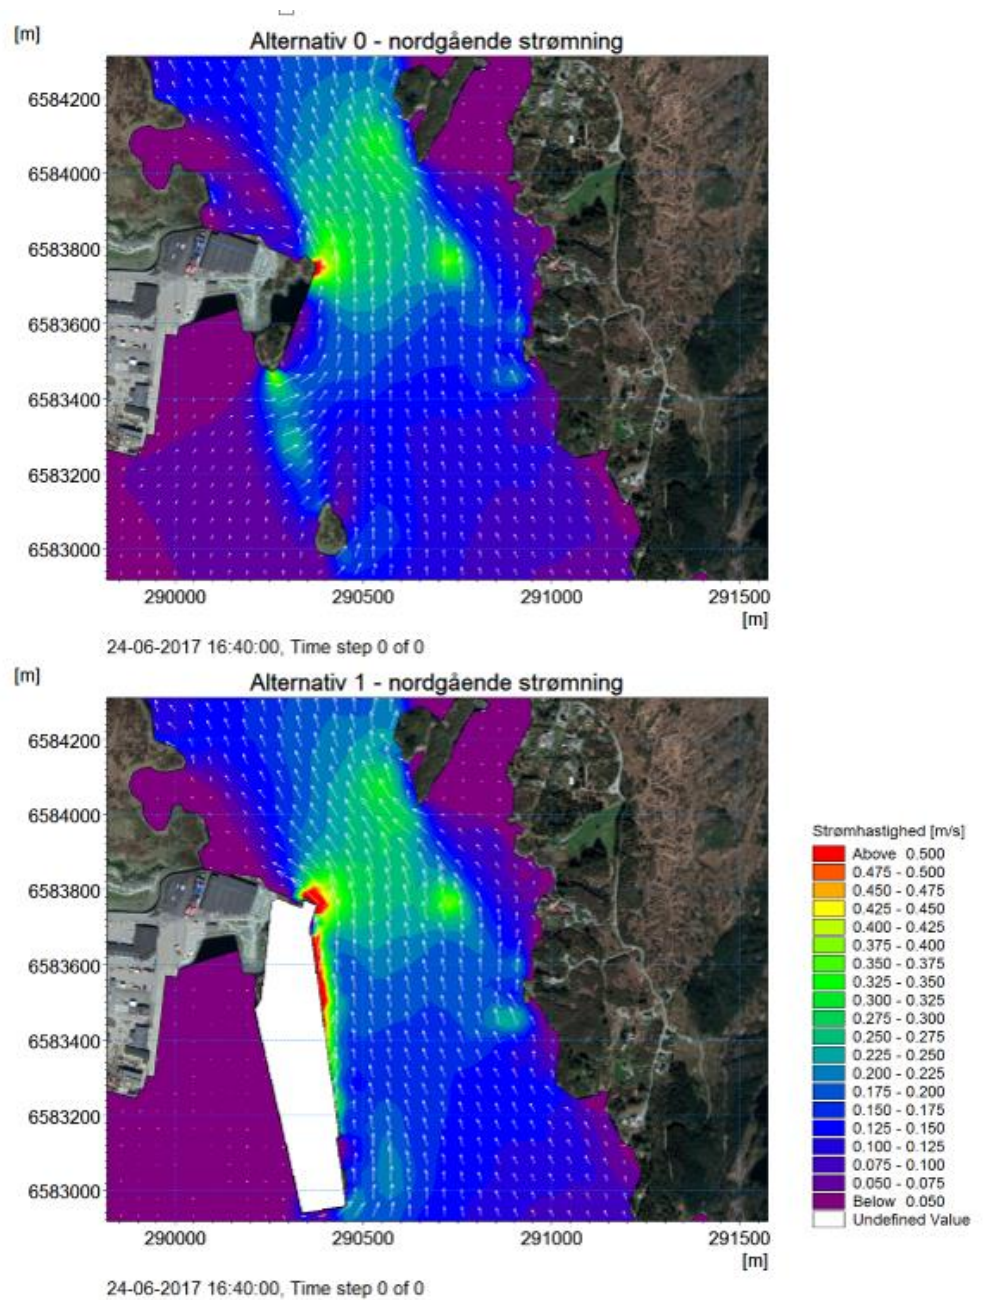 [m]
Alternativ 0 - nordgående strømning
6584200
6584000
6583800
6583600
6583400
6583200
6583000
290000 290500 291000 291500
[m]
24-06-2017 16:40:00, Time step 0 of 0
[m]
Alternativ 1 - nordgående strømning
6584200
6584000
6583800
6583600
6583400
6583200
6583000
290000 290500 291000 291500
[m]
24-06-2017 16:40:00, Time step 0 of 0
Strømhastighed [m/s]
Above 0.500
0.475 - 0.500
0.450 - 0.475
0.425 - 0.450
0.400 - 0.425
0.375 - 0.400
0.350 - 0.375
0.325 - 0.350
0.300 - 0.325
0.275 - 0.300
0.250 - 0.275
0.225 - 0.250
0.200 - 0.225
0.175 - 0.200
0.150 - 0.175
0.125 - 0.150
0.100 - 0.125
0.075 - 0.100
0.050 - 0.075
Below 0.050
Undefined Value